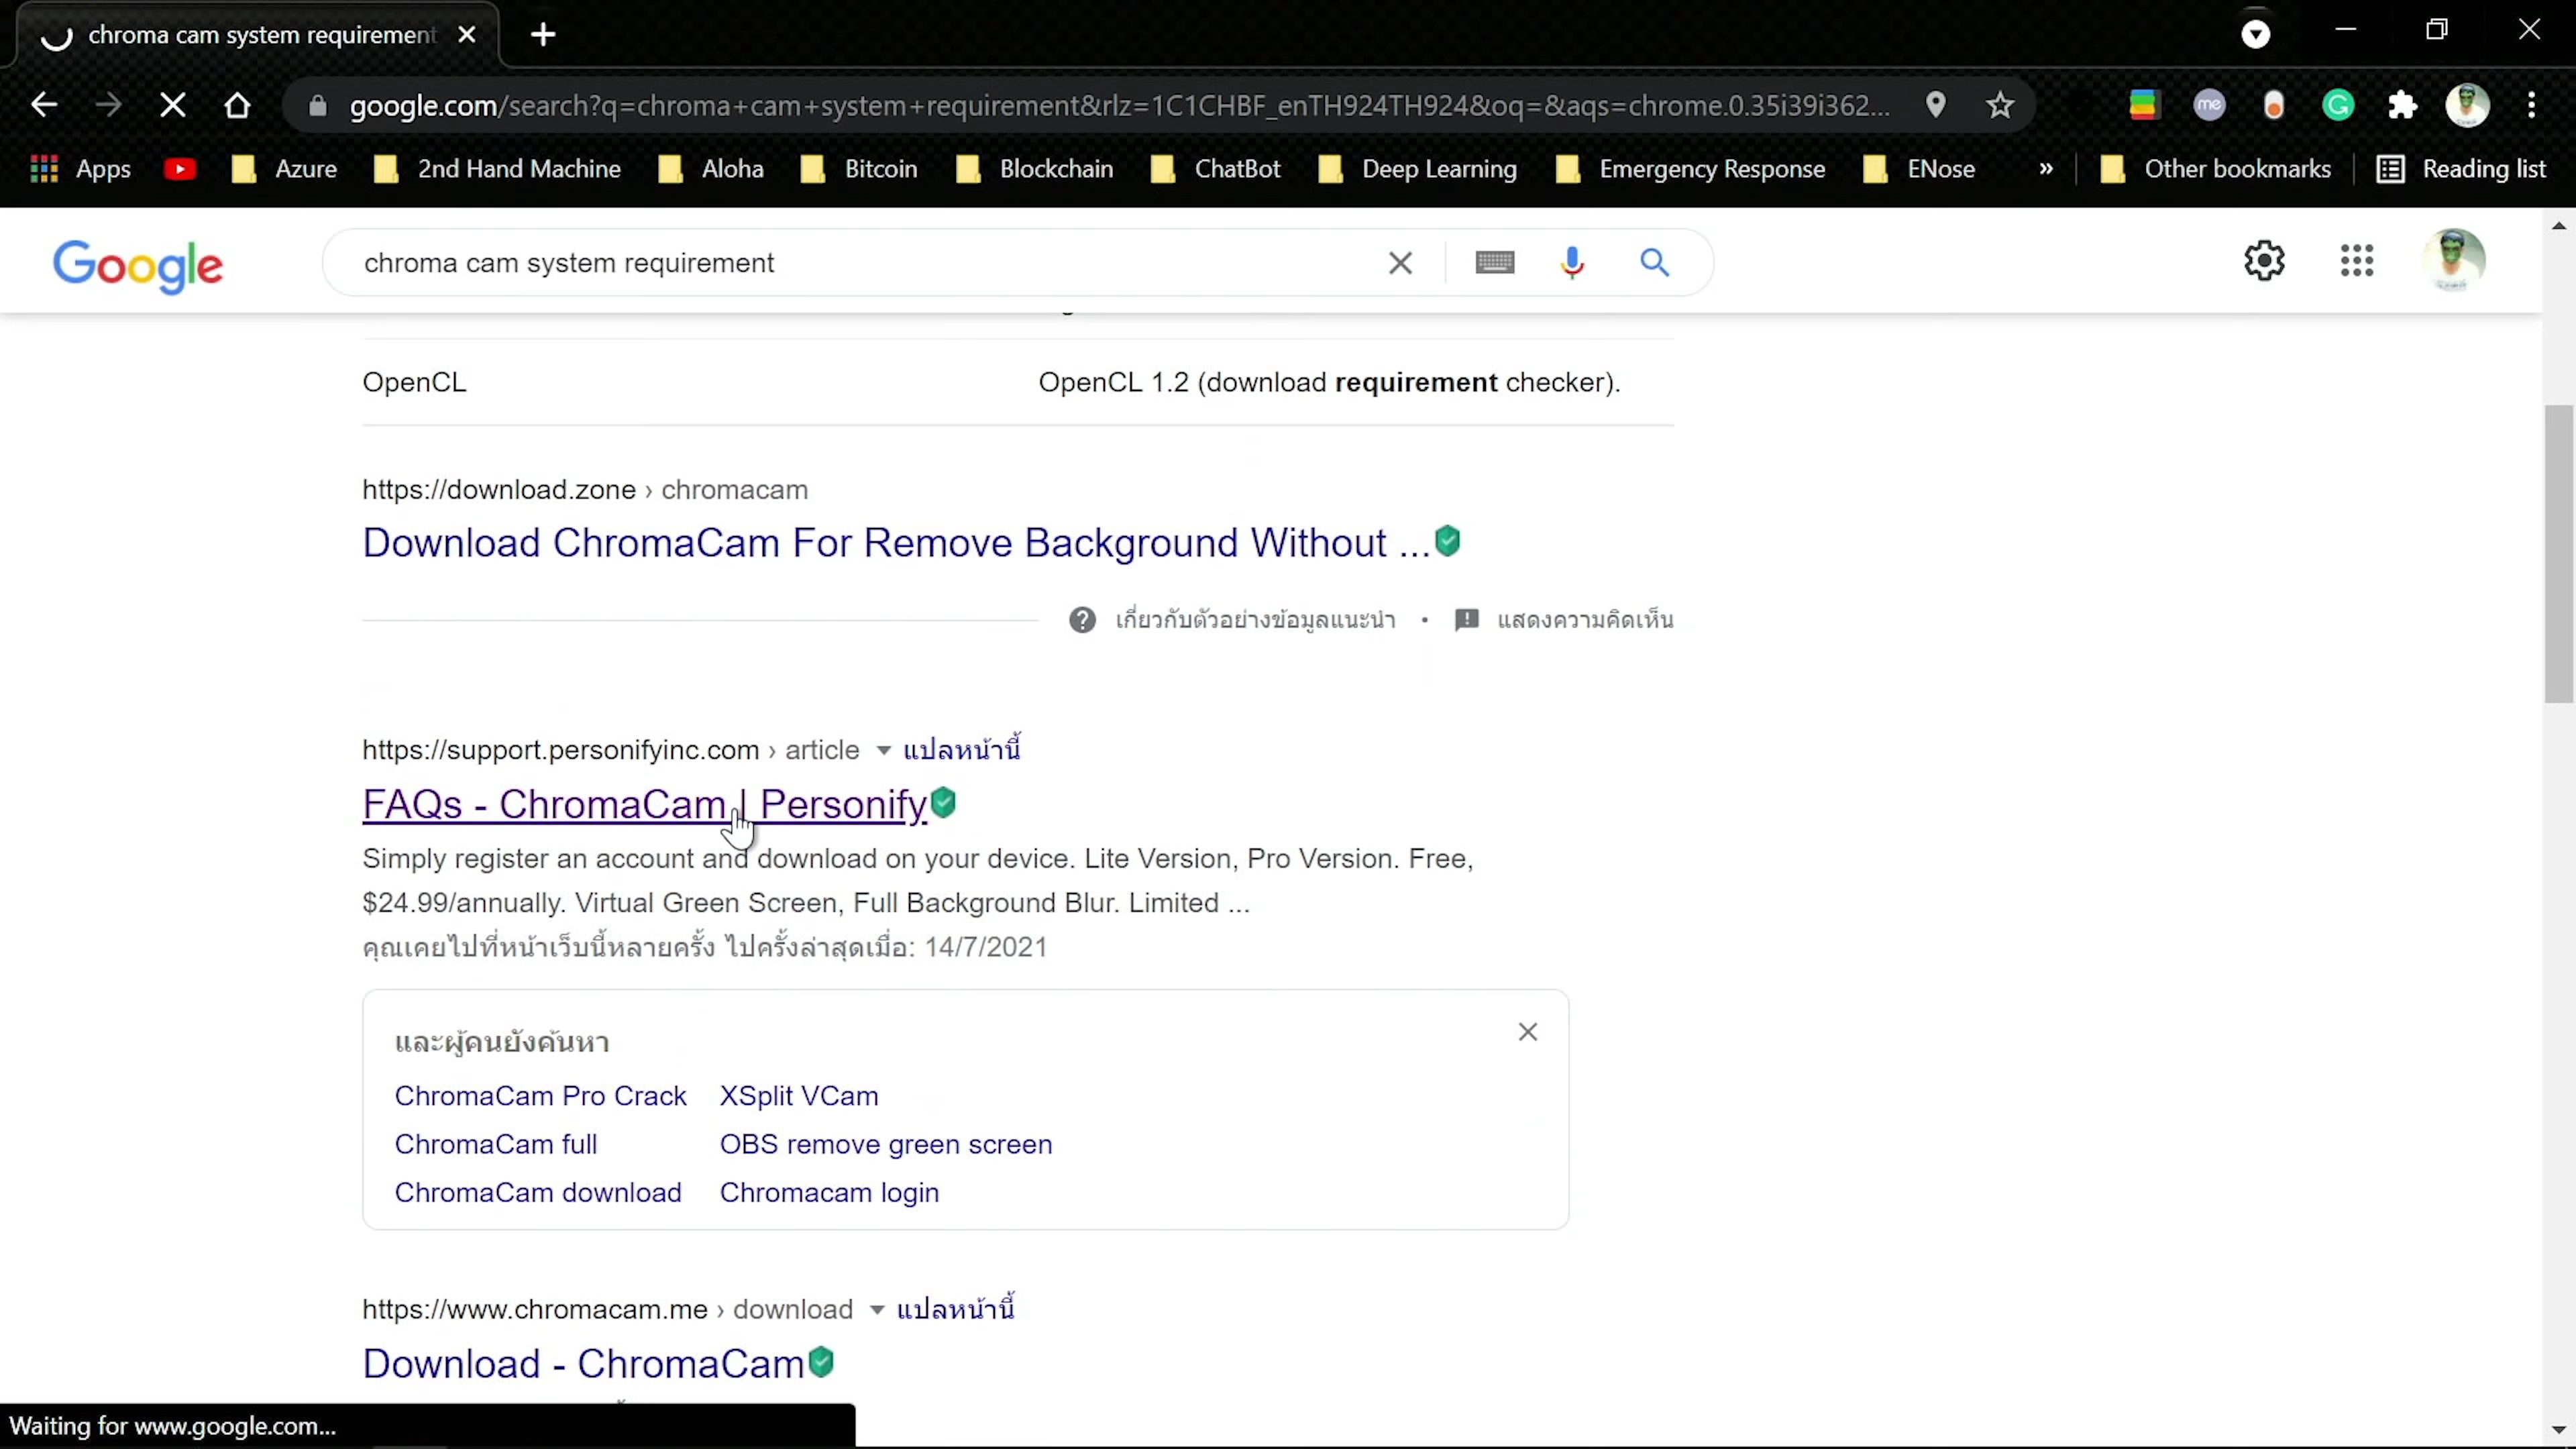 chroma cam system requirement
google.com/search?q=chroma+cam+system+requirement&rlz=1C1CHBF_enTH924TH924&oq=&aqs=chrome.0.35i39i362...
Apps Azure 2nd Hand Machine Aloha Bitcoin Blockchain ChatBot Deep Learning Emergency Response ENose » Other bookmarks Reading list
Google chroma cam system requirement
OpenCL OpenCL 1.2 (download requirement checker).
https://download.zone › chromacam
Download ChromaCam For Remove Background Without ...
เกี่ยวกับตัวอย่างข้อมูลแนะนำ • แสดงความคิดเห็น
https://support.personifyinc.com › article แปลหน้านี้
FAQs - ChromaCam | Personify
Simply register an account and download on your device. Lite Version, Pro Version. Free,
$24.99/annually. Virtual Green Screen, Full Background Blur. Limited ...
คุณเคยไปที่หน้าเว็บนี้หลายครั้ง ไปครั้งล่าสุดเมื่อ: 14/7/2021
และผู้คนยังค้นหา
ChromaCam Pro Crack XSplit VCam
ChromaCam full OBS remove green screen
ChromaCam download Chromacam login
https://www.chromacam.me › download แปลหน้านี้
Download - ChromaCam
Waiting for www.google.com...